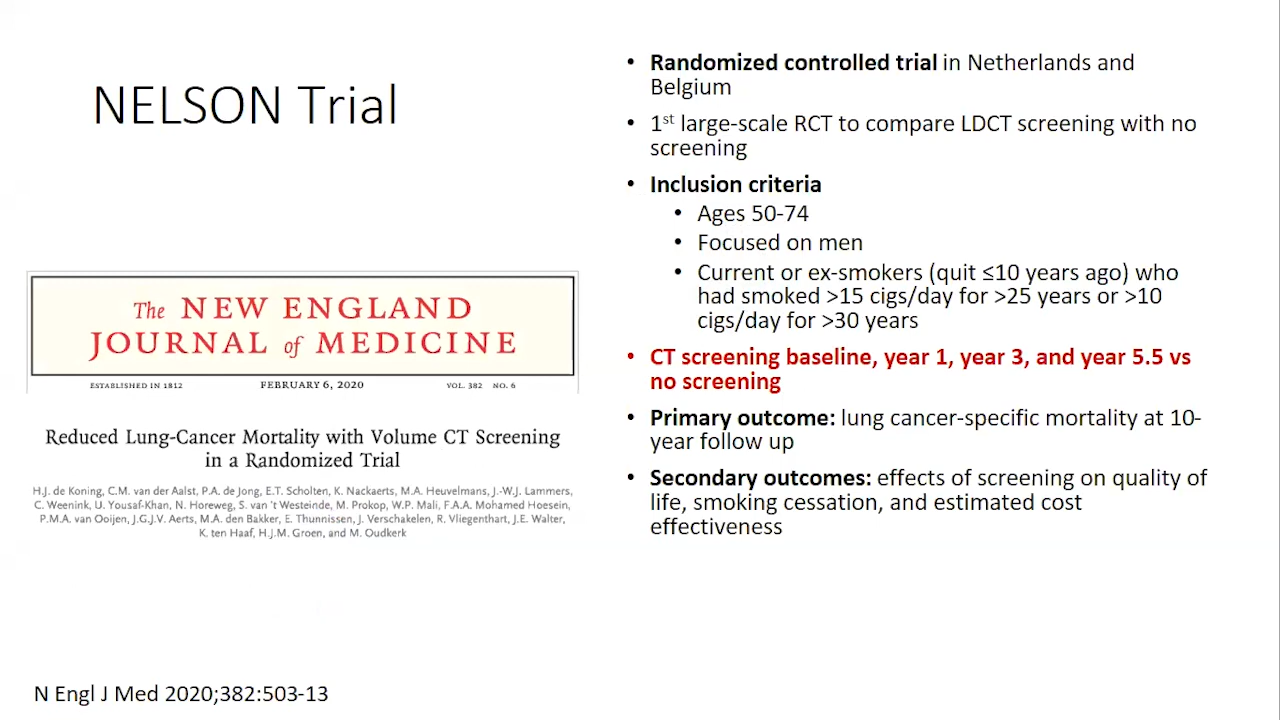 NELSON Trial
The NEW ENGLAND
JOURNAL of MEDICINE
ESTABLISHED IN 1812 FEBRUARY 6, 2020 VOL. 382 NO. 6
Reduced Lung-Cancer Mortality with Volume CT Screening
in a Randomized Trial
H.J. de Koning, C.M. van der Aalst, P.A. de Jong, E.T. Scholten, K. Nackaerts, M.A. Heuvelmans, J.-W.J. Lammers,
C. Weenink, U. Yousaf-Khan, N. Horeweg, S. van 't Westeinde, M. Prokop, W.P. Mali, F.A.A. Mohamed Hoesein,
P.M.A. van Ooijen, J.G.J.V. Aerts, M.A. den Bakker, E. Thunnissen, J. Verschakelen, R. Vliegenthart, J.E. Walter,
K. ten Haaf, H.J.M. Groen, and M. Oudkerk
• Randomized controlled trial in Netherlands and
Belgium
• 1st large-scale RCT to compare LDCT screening with no
screening
• Inclusion criteria
• Ages 50-74
• Focused on men
• Current or ex-smokers (quit ≤10 years ago) who
had smoked >15 cigs/day for >25 years or >10
cigs/day for >30 years
• CT screening baseline, year 1, year 3, and year 5.5 vs
no screening
• Primary outcome: lung cancer-specific mortality at 10-
year follow up
• Secondary outcomes: effects of screening on quality of
life, smoking cessation, and estimated cost
effectiveness
N Engl J Med 2020;382:503-13